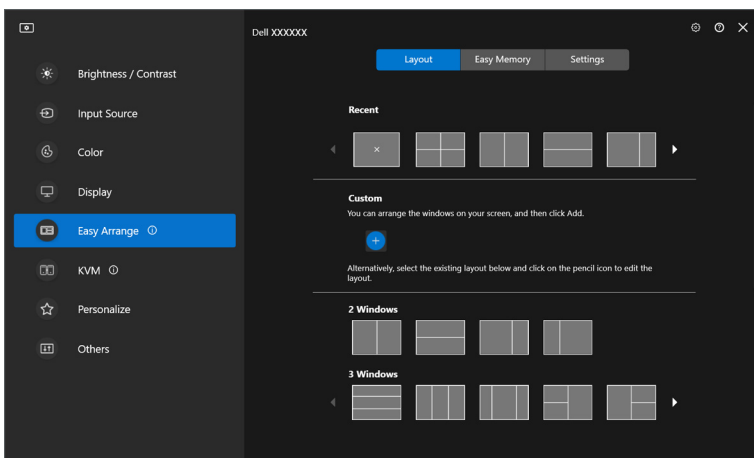 Dell XXXXXX
Brightness / Contrast
Input Source
Color
Display
Easy Arrange
KVM
Personalize
Others
Layout
Easy Memory
Settings
Recent
Custom
You can arrange the windows on your screen, and then click Add.
Alternatively, select the existing layout below and click on the pencil icon to edit the
layout.
2 Windows
3 Windows